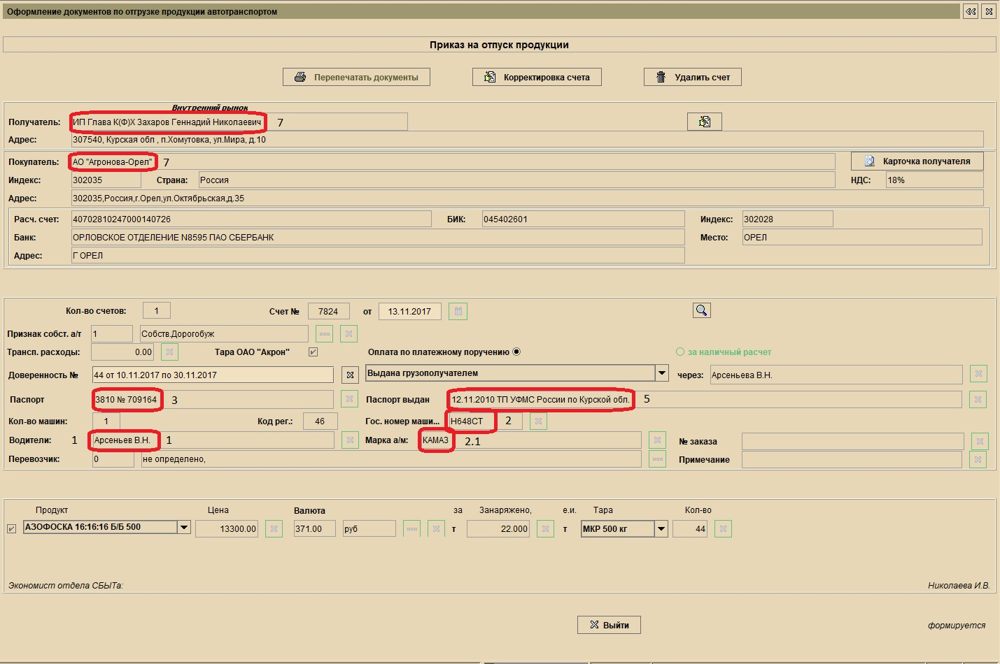 Оформление документов по отгрузке продукции автотранспортом
Приказ на отпуск продукции
Перепечатать документы Корректировка счета Удалить счет
Внутренний рынок
Получатель: ИП Глава К(Ф)Х Захаров Геннадий Николаевич 7
Адрес: 307540, Курская обл , п.Хомутовка, ул.Мира, д.10
Покупатель: АО "Агронова-Орел" 7 Карточка получателя
Индекс: 302035 Страна: Россия НДС: 18%
Адрес: 302035,Россия,г.Орел,ул.Октябрьская,д.35
Расч. счет: 40702810247000140726 БИК: 045402601 Индекс: 302028
Банк: ОРЛОВСКОЕ ОТДЕЛЕНИЕ N8595 ПАО СБЕРБАНК Место: ОРЕЛ
Адрес: Г ОРЕЛ
Кол-во счетов: 1 Счет № 7824 от 13.11.2017
Признак собст. а/т 1 Собств.Дорогобуж
Трансп. расходы: 0.00 Тара ОАО "Акрон" Оплата по платежному поручению за наличный расчет
Доверенность № 44 от 10.11.2017 по 30.11.2017 Выдана грузополучателем через: Арсеньева В.Н.
Паспорт 3810 № 709164 3 Паспорт выдан 12.11.2010 ТП УФМС России по Курской обл. 5
Кол-во машин: 1 Код рег.: 46 Гос. номер маши... Н648СТ 2
Водители: 1 Арсеньев В.Н. 1 Марка а/м: КАМАЗ 2.1 № заказа
Перевозчик: 0 не определено, Примечание
Продукт Цена Валюта за Занаряжено, е.и. Тара Кол-во
АЗОФОСКА 16:16:16 Б/Б 500 13300.00 371.00 руб т 22.000 т МКР 500 кг 44
Экономист отдела СБЫТа: Николаева И.В.
Выйти формируется